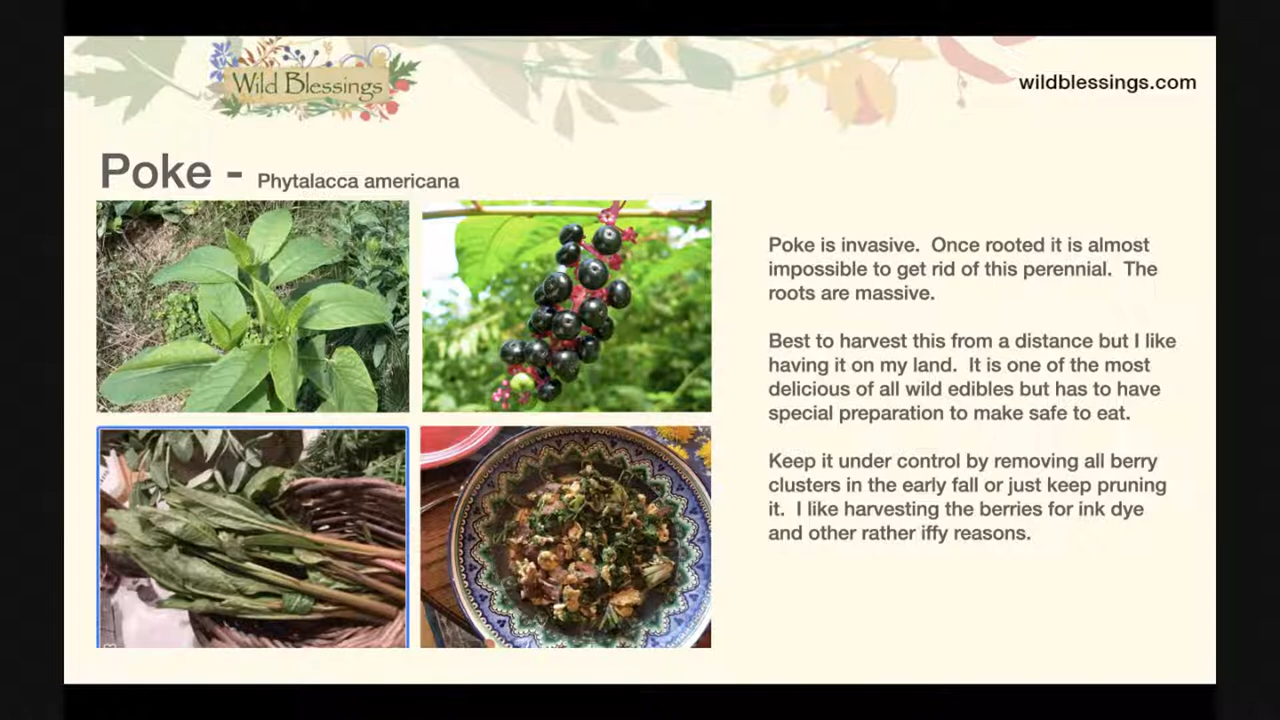 Wild Blessings
wildblessings.com
Poke - Phytalacca americana
Poke is invasive.  Once rooted it is almost
impossible to get rid of this perennial.  The
roots are massive.
Best to harvest this from a distance but I like
having it on my land.  It is one of the most
delicious of all wild edibles but has to have
special preparation to make safe to eat.
Keep it under control by removing all berry
clusters in the early fall or just keep pruning
it.  I like harvesting the berries for ink dye
and other rather iffy reasons.